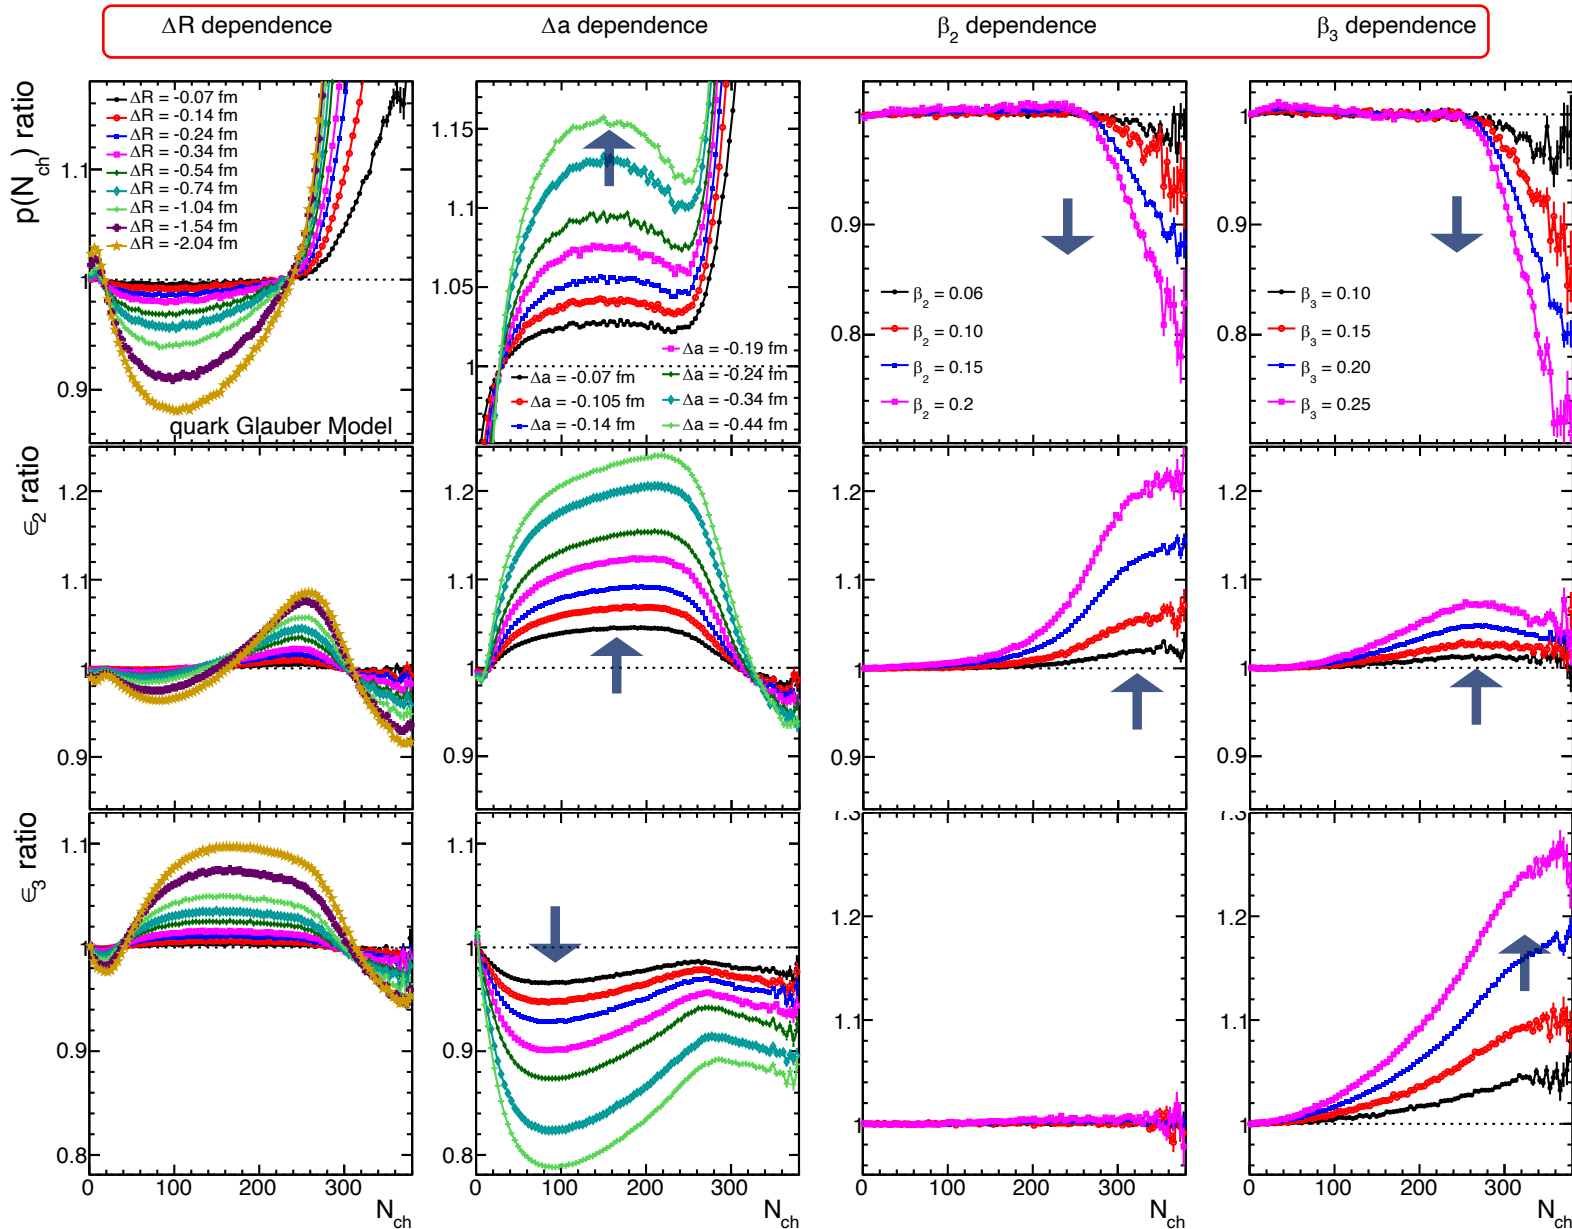 ΔR dependence
Δa dependence
β₂ dependence
β₃ dependence
p(N_ch) ratio
1.1
0.9
ΔR = -0.07 fm
ΔR = -0.14 fm
ΔR = -0.24 fm
ΔR = -0.34 fm
ΔR = -0.54 fm
ΔR = -0.74 fm
ΔR = -1.04 fm
ΔR = -1.54 fm
ΔR = -2.04 fm
quark Glauber Model
1.15
1.10
1.05
1
Δa = -0.07 fm
Δa = -0.105 fm
Δa = -0.14 fm
Δa = -0.19 fm
Δa = -0.24 fm
Δa = -0.34 fm
Δa = -0.44 fm
1
0.9
0.8
β₂ = 0.06
β₂ = 0.10
β₂ = 0.15
β₂ = 0.2
1
0.9
0.8
β₃ = 0.10
β₃ = 0.15
β₃ = 0.20
β₃ = 0.25
ϵ₂ ratio
1.2
1.1
1
0.9
1.2
1.1
1
0.9
1.2
1.1
1
0.9
1.2
1.1
1
0.9
ϵ₃ ratio
1.1
1
0.9
0.8
0 100 200 300
N_ch
1.1
1
0.9
0.8
0 100 200 300
N_ch
1.3
1.2
1.1
1
0 100 200 300
N_ch
1.3
1.2
1.1
1
0 100 200 300
N_ch